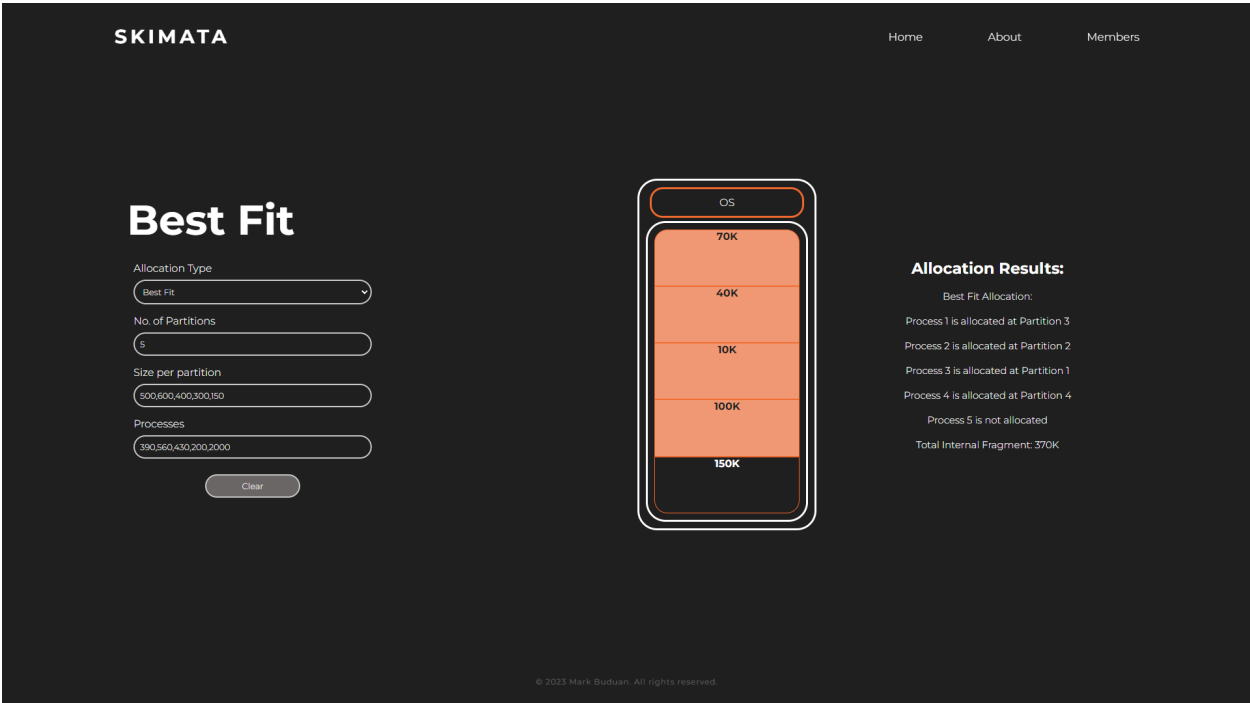 SKIMATA
Home
About
Members
Best Fit
Allocation Type
Best Fit
No. of Partitions
5
Size per partition
500,600,400,300,150
Processes
390,560,430,200,2000
Clear
OS
70K
40K
10K
100K
150K
Allocation Results:
Best Fit Allocation:
Process 1 is allocated at Partition 3
Process 2 is allocated at Partition 2
Process 3 is allocated at Partition 1
Process 4 is allocated at Partition 4
Process 5 is not allocated
Total Internal Fragment: 370K
© 2023 Mark Buduan. All rights reserved.